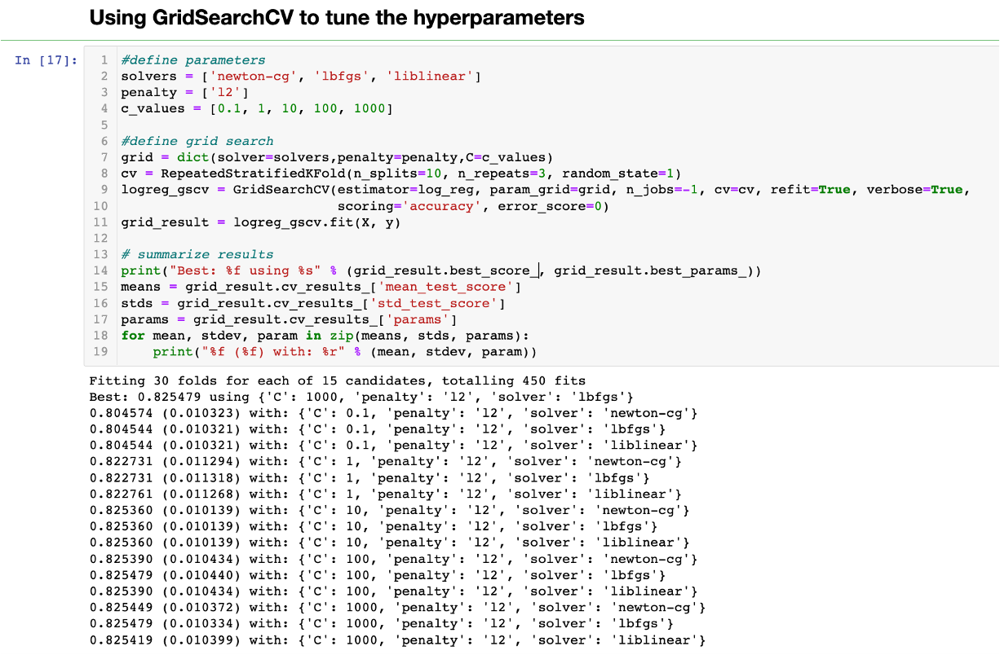 Using GridSearchCV to tune the hyperparameters
In [17]:
1 #define parameters
2 solvers = ['newton-cg', 'lbfgs', 'liblinear']
3 penalty = ['l2']
4 c_values = [0.1, 1, 10, 100, 1000]
5
6 #define grid search
7 grid = dict(solver=solvers,penalty=penalty,C=c_values)
8 cv = RepeatedStratifiedKFold(n_splits=10, n_repeats=3, random_state=1)
9 logreg_gscv = GridSearchCV(estimator=log_reg, param_grid=grid, n_jobs=-1, cv=cv, refit=True, verbose=True,
10                            scoring='accuracy', error_score=0)
11 grid_result = logreg_gscv.fit(X, y)
12
13 # summarize results
14 print("Best: %f using %s" % (grid_result.best_score_, grid_result.best_params_))
15 means = grid_result.cv_results_['mean_test_score']
16 stds = grid_result.cv_results_['std_test_score']
17 params = grid_result.cv_results_['params']
18 for mean, stdev, param in zip(means, stds, params):
19     print("%f (%f) with: %r" % (mean, stdev, param))
Fitting 30 folds for each of 15 candidates, totalling 450 fits
Best: 0.825479 using {'C': 1000, 'penalty': 'l2', 'solver': 'lbfgs'}
0.804574 (0.010323) with: {'C': 0.1, 'penalty': 'l2', 'solver': 'newton-cg'}
0.804544 (0.010321) with: {'C': 0.1, 'penalty': 'l2', 'solver': 'lbfgs'}
0.804544 (0.010321) with: {'C': 0.1, 'penalty': 'l2', 'solver': 'liblinear'}
0.822731 (0.011294) with: {'C': 1, 'penalty': 'l2', 'solver': 'newton-cg'}
0.822731 (0.011318) with: {'C': 1, 'penalty': 'l2', 'solver': 'lbfgs'}
0.822761 (0.011268) with: {'C': 1, 'penalty': 'l2', 'solver': 'liblinear'}
0.825360 (0.010139) with: {'C': 10, 'penalty': 'l2', 'solver': 'newton-cg'}
0.825360 (0.010139) with: {'C': 10, 'penalty': 'l2', 'solver': 'lbfgs'}
0.825360 (0.010139) with: {'C': 10, 'penalty': 'l2', 'solver': 'liblinear'}
0.825390 (0.010434) with: {'C': 100, 'penalty': 'l2', 'solver': 'newton-cg'}
0.825479 (0.010440) with: {'C': 100, 'penalty': 'l2', 'solver': 'lbfgs'}
0.825390 (0.010434) with: {'C': 100, 'penalty': 'l2', 'solver': 'liblinear'}
0.825449 (0.010372) with: {'C': 1000, 'penalty': 'l2', 'solver': 'newton-cg'}
0.825479 (0.010334) with: {'C': 1000, 'penalty': 'l2', 'solver': 'lbfgs'}
0.825419 (0.010399) with: {'C': 1000, 'penalty': 'l2', 'solver': 'liblinear'}